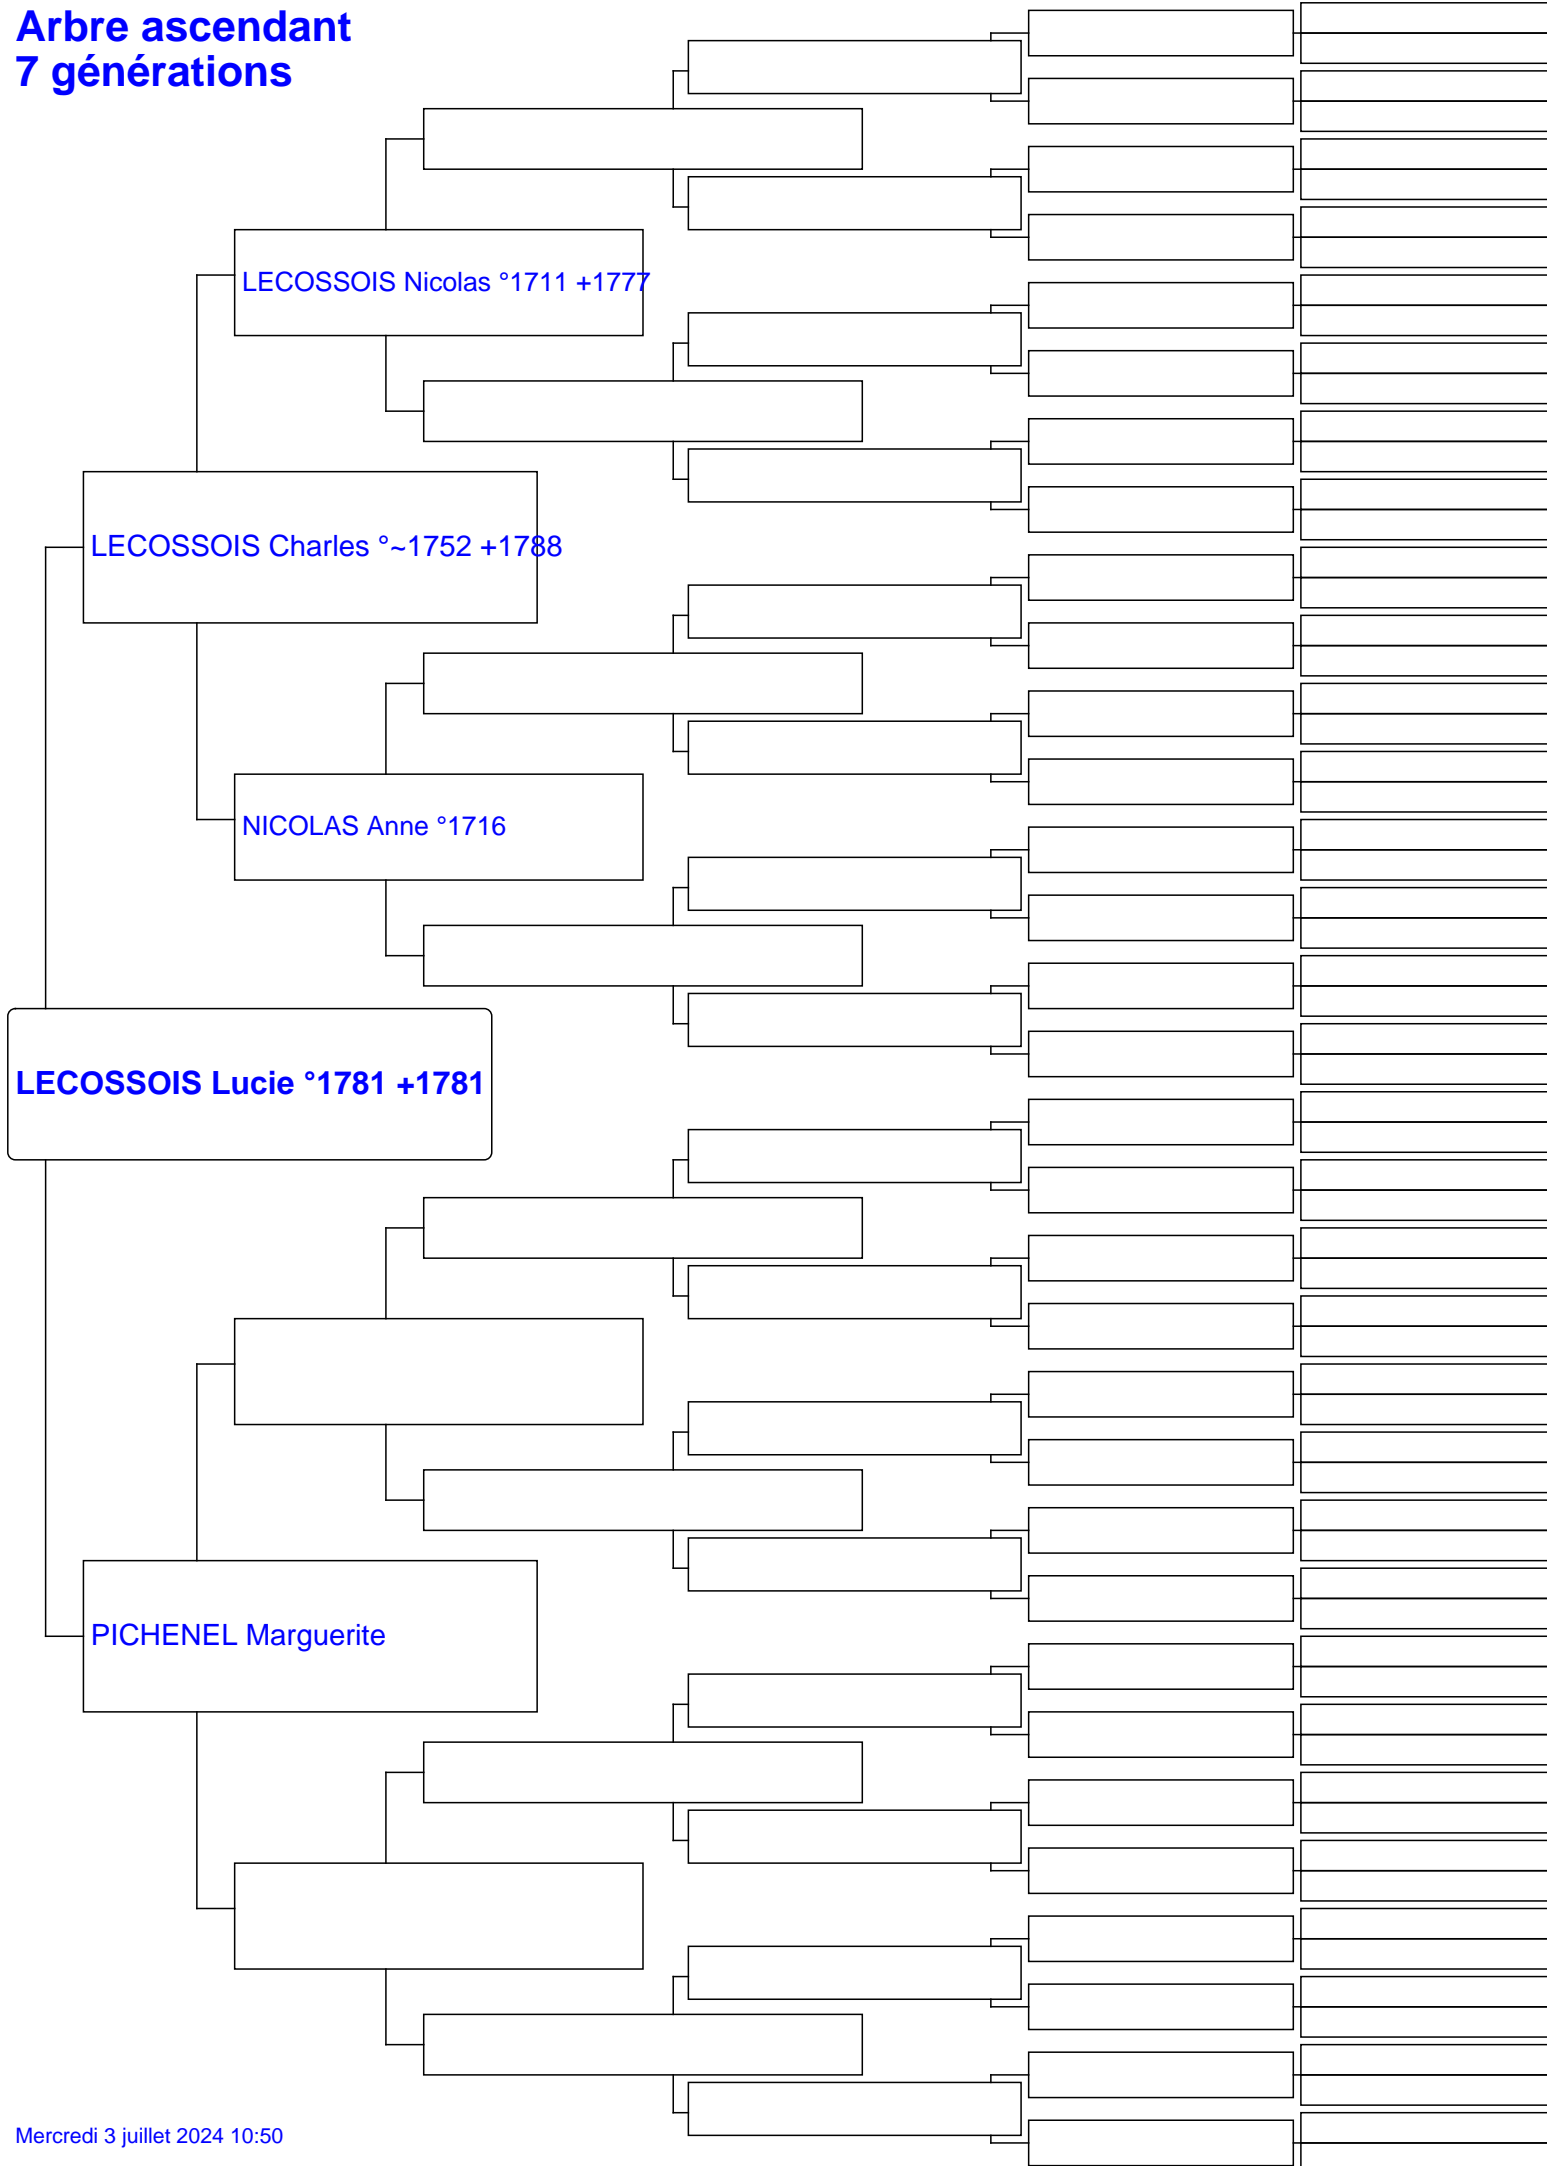 Arbre ascendant
7 générations
LECOSSOIS Nicolas °1711 +1777
LECOSSOIS Charles °~1752 +1788
NICOLAS Anne °1716
LECOSSOIS Lucie °1781 +1781
PICHENEL Marguerite
Mercredi 3 juillet 2024 10:50